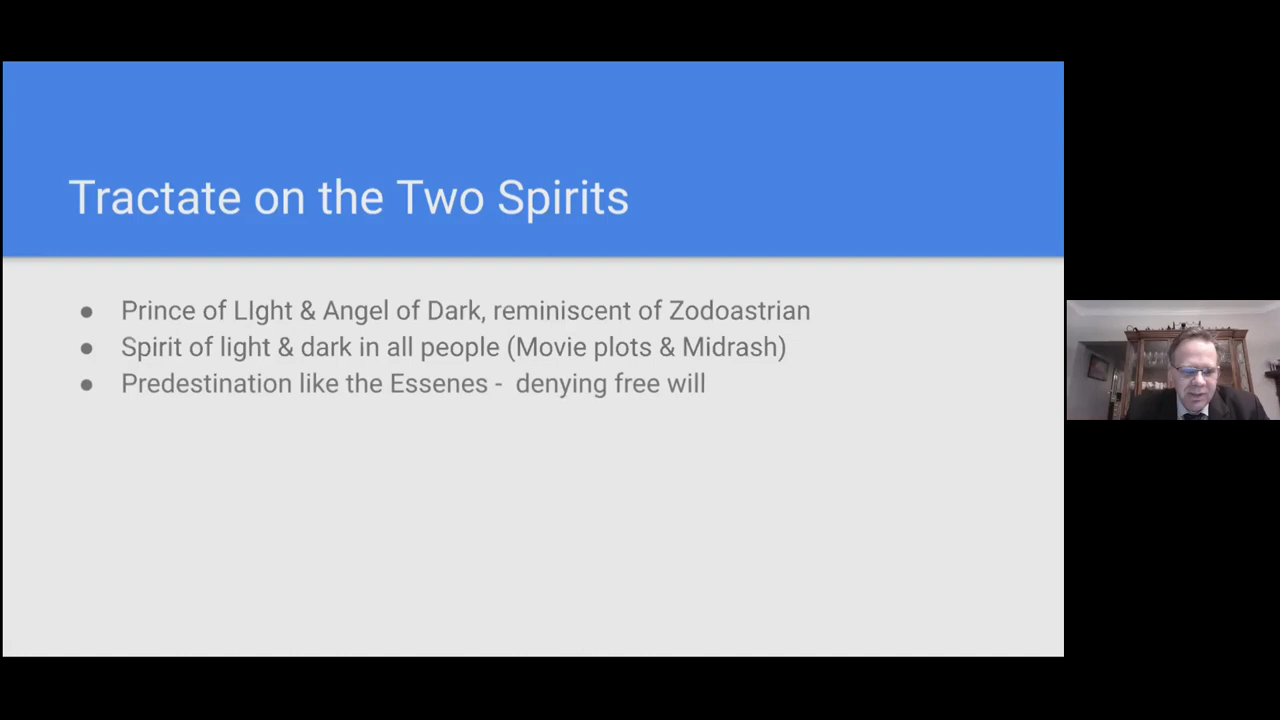 Tractate on the Two Spirits
● Prince of LIght & Angel of Dark, reminiscent of Zodoastrian
● Spirit of light & dark in all people (Movie plots & Midrash)
● Predestination like the Essenes -  denying free will